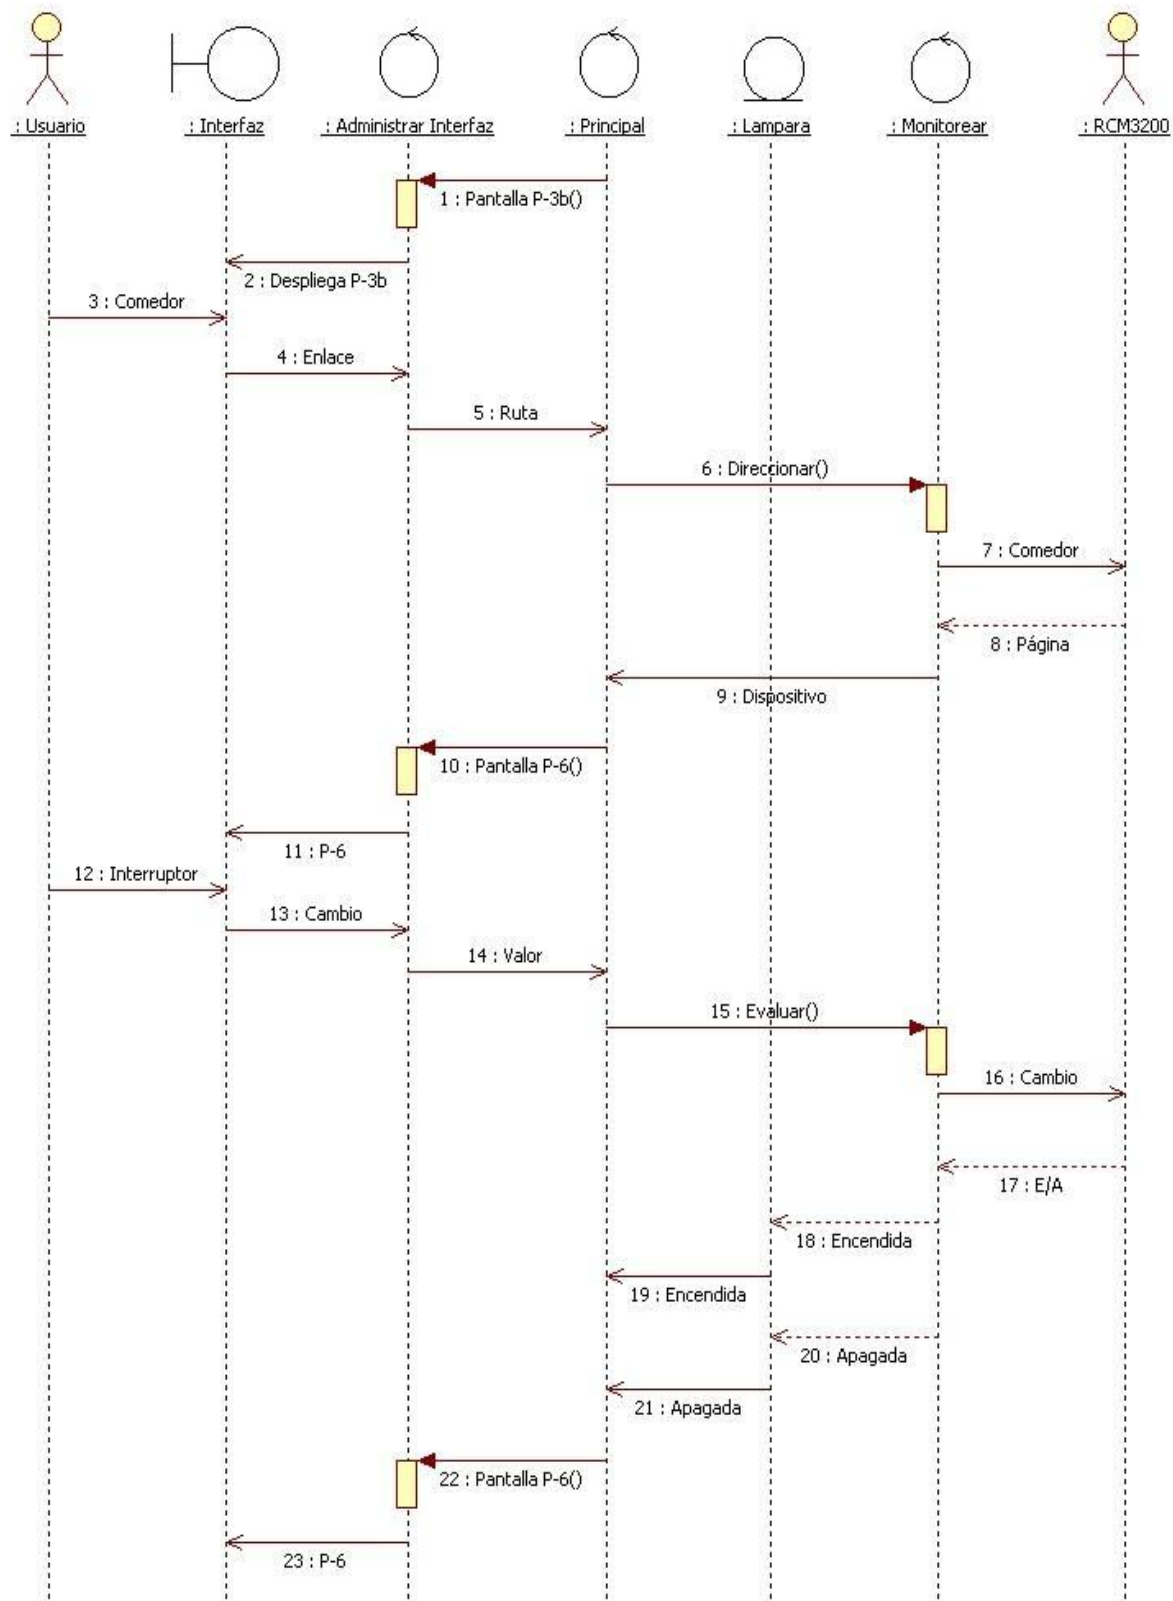 : Usuario
: Interfaz
: Administrar Interfaz
: Principal
: Lampara
: Monitorear
: RCM3200
1 : Pantalla P-3b()
2 : Despliega P-3b
3 : Comedor
4 : Enlace
5 : Ruta
6 : Direccionar()
7 : Comedor
8 : Página
9 : Dispositivo
10 : Pantalla P-6()
11 : P-6
12 : Interruptor
13 : Cambio
14 : Valor
15 : Evaluar()
16 : Cambio
17 : E/A
18 : Encendida
19 : Encendida
20 : Apagada
21 : Apagada
22 : Pantalla P-6()
23 : P-6